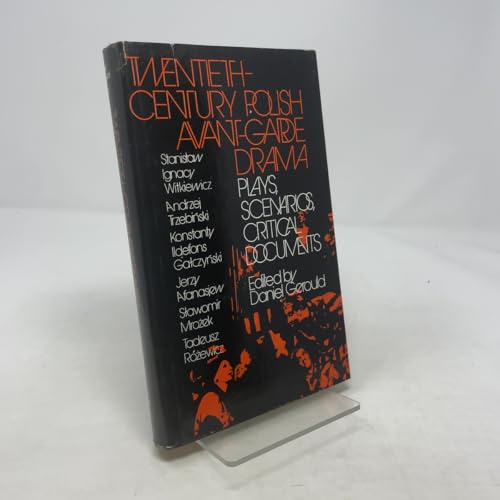 TWENTIETH-
CENTURY POLISH
AVANT-GARDE
DRAMA
PLAYS,
SCENARIOS,
CRITICAL
DOCUMENTS
Edited by
Daniel Gerould
Stanisław
Ignacy
Witkiewicz
Andrzej
Trzebiński
Konstanty
Ildefons
Gałczyński
Jerzy
Afanasjew
Sławomir
Mrożek
Tadeusz
Różewicz